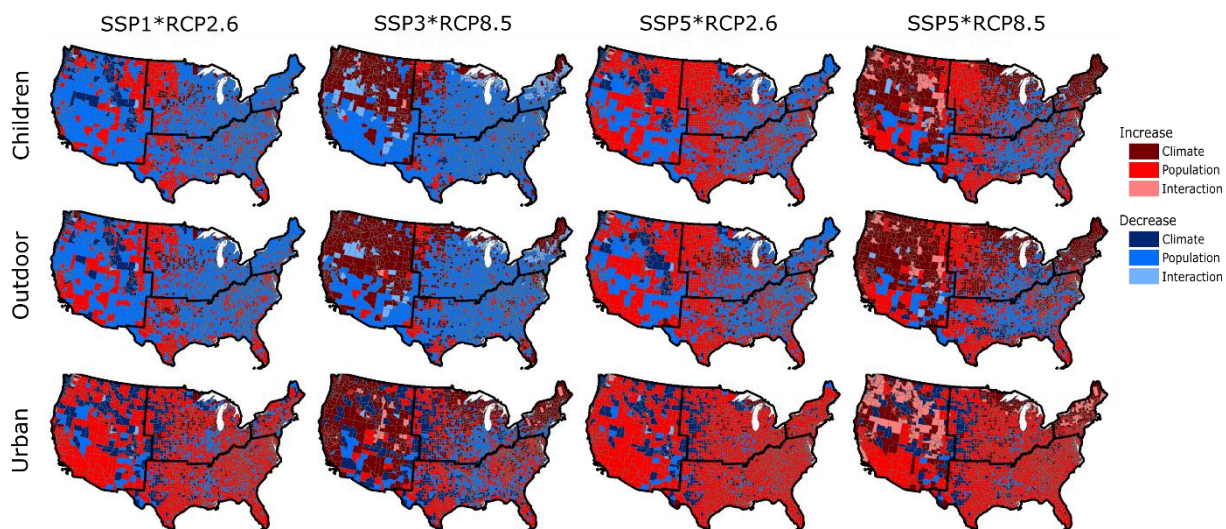 SSP1*RCP2.6 SSP3*RCP8.5 SSP5*RCP2.6 SSP5*RCP8.5
Children
Outdoor
Urban
Increase
Climate
Population
Interaction
Decrease
Climate
Population
Interaction